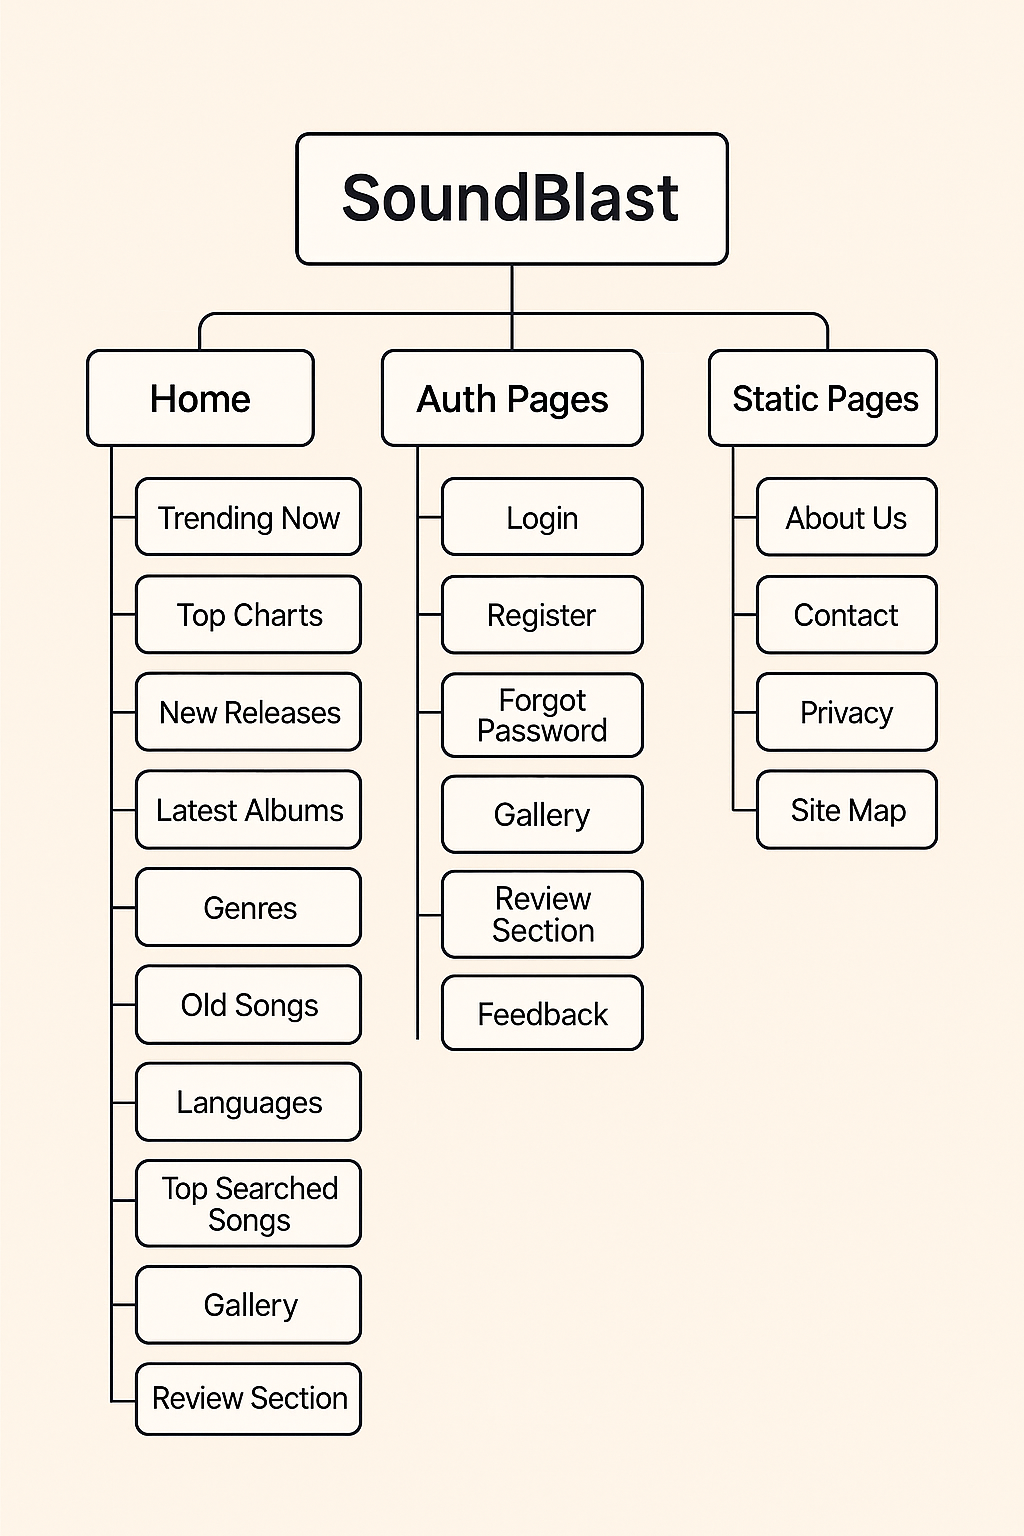 SoundBlast
Home
Trending Now
Top Charts
New Releases
Latest Albums
Genres
Old Songs
Languages
Top Searched
Songs
Gallery
Review Section
Auth Pages
Login
Register
Forgot
Password
Gallery
Review
Section
Feedback
Static Pages
About Us
Contact
Privacy
Site Map